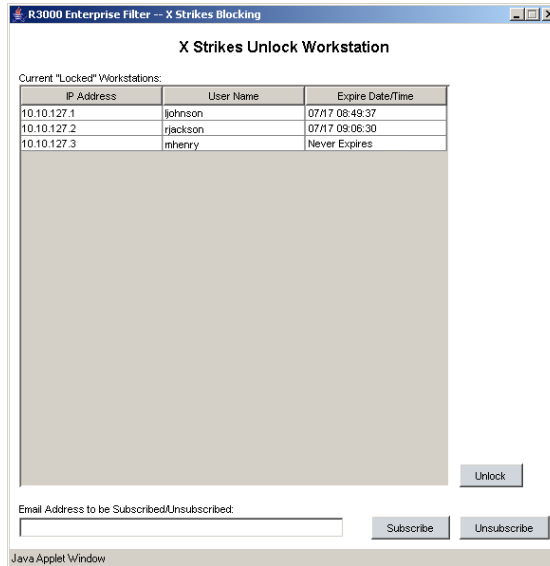 R3000 Enterprise Filter -- X Strikes Blocking
X Strikes Unlock Workstation
Current "Locked" Workstations:
IP Address User Name Expire Date/Time
10.10.127.1 ljohnson 07/17 08:49:37
10.10.127.2 rjackson 07/17 09:06:30
10.10.127.3 mhenry Never Expires
Unlock
Email Address to be Subscribed/Unsubscribed:
Subscribe Unsubscribe
Java Applet Window